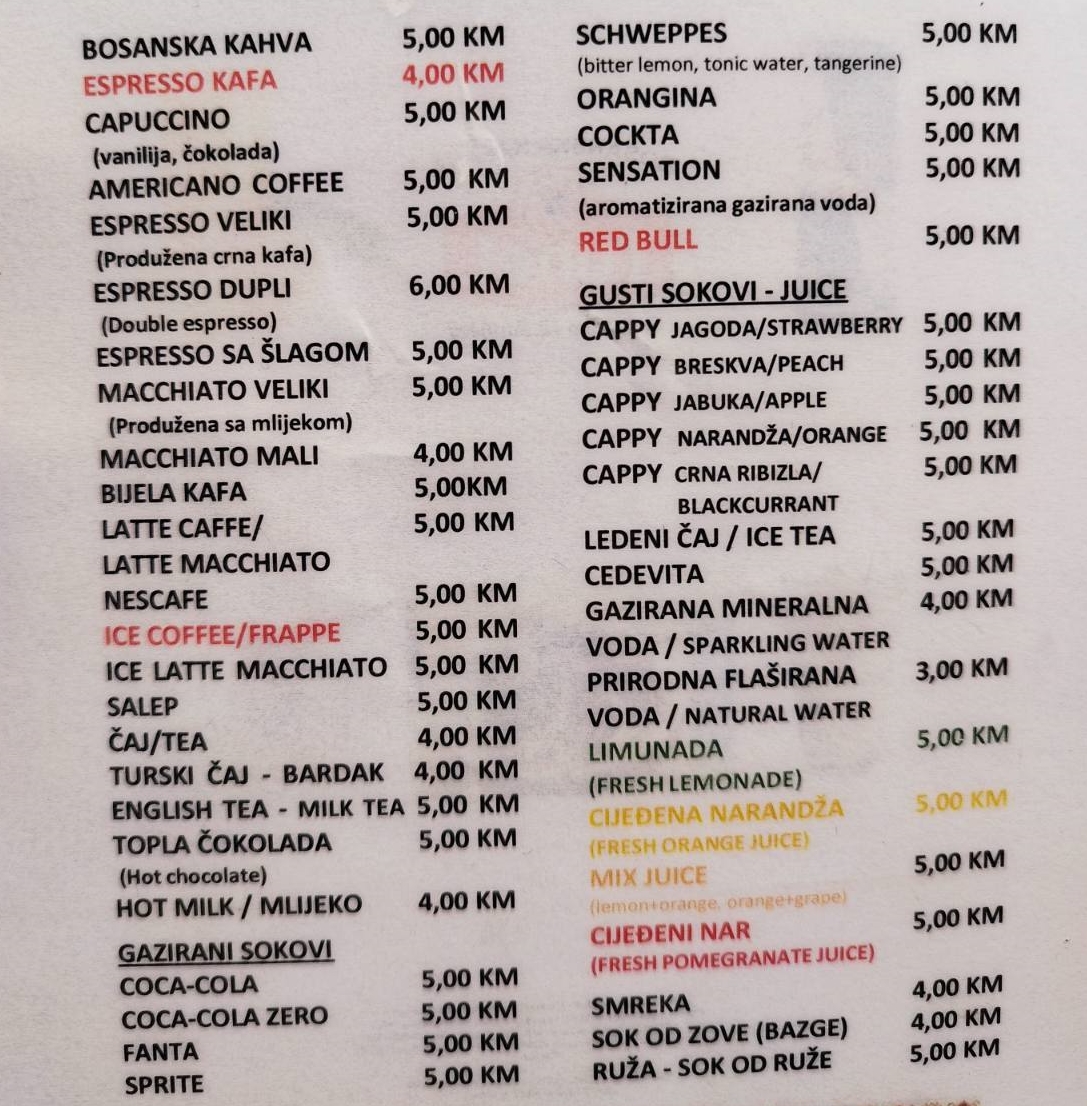 BOSANSKA KAHVA 5,00 KM
ESPRESSO KAFA 4,00 KM
CAPUCCINO 5,00 KM
(vanilija, čokolada)
AMERICANO COFFEE 5,00 KM
ESPRESSO VELIKI 5,00 KM
(Produžena crna kafa)
ESPRESSO DUPLI 6,00 KM
(Double espresso)
ESPRESSO SA ŠLAGOM 5,00 KM
MACCHIATO VELIKI 5,00 KM
(Produžena sa mlijekom)
MACCHIATO MALI 4,00 KM
BIJELA KAFA 5,00KM
LATTE CAFFE/ 5,00 KM
LATTE MACCHIATO
NESCAFE 5,00 KM
ICE COFFEE/FRAPPE 5,00 KM
ICE LATTE MACCHIATO 5,00 KM
SALEP 5,00 KM
ČAJ/TEA 4,00 KM
TURSKI ČAJ - BARDAK 4,00 KM
ENGLISH TEA - MILK TEA 5,00 KM
TOPLA ČOKOLADA 5,00 KM
(Hot chocolate)
HOT MILK / MLIJEKO 4,00 KM
GAZIRANI SOKOVI
COCA-COLA 5,00 KM
COCA-COLA ZERO 5,00 KM
FANTA 5,00 KM
SPRITE 5,00 KM
SCHWEPPES 5,00 KM
(bitter lemon, tonic water, tangerine)
ORANGINA 5,00 KM
COCKTA 5,00 KM
SENSATION 5,00 KM
(aromatizirana gazirana voda)
RED BULL 5,00 KM
GUSTI SOKOVI - JUICE
CAPPY JAGODA/STRAWBERRY 5,00 KM
CAPPY BRESKVA/PEACH 5,00 KM
CAPPY JABUKA/APPLE 5,00 KM
CAPPY NARANDŽA/ORANGE 5,00 KM
CAPPY CRNA RIBIZLA/ 5,00 KM
BLACKCURRANT
LEDENI ČAJ / ICE TEA 5,00 KM
CEDEVITA 5,00 KM
GAZIRANA MINERALNA 4,00 KM
VODA / SPARKLING WATER
PRIRODNA FLAŠIRANA 3,00 KM
VODA / NATURAL WATER
LIMUNADA 5,00 KM
(FRESH LEMONADE)
CIJEĐENA NARANDŽA 5,00 KM
(FRESH ORANGE JUICE)
MIX JUICE 5,00 KM
(lemon+orange, orange+grape)
CIJEĐENI NAR 5,00 KM
(FRESH POMEGRANATE JUICE)
SMREKA 4,00 KM
SOK OD ZOVE (BAZGE) 4,00 KM
RUŽA - SOK OD RUŽE 5,00 KM